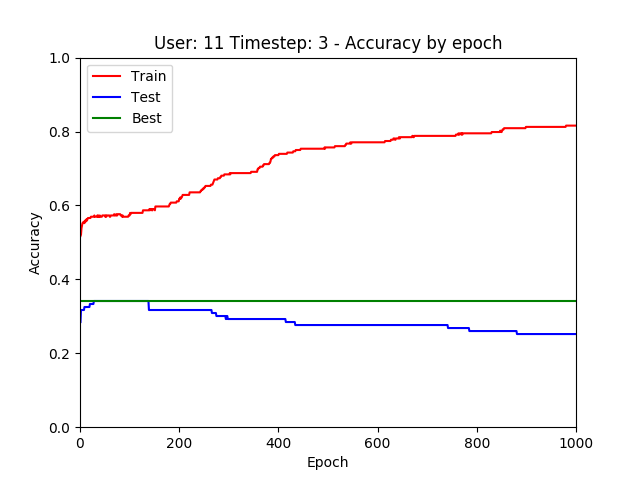 User: 11 Timestep: 3 - Accuracy by epoch
1.0
0.8
0.6
0.4
0.2
0.0
Accuracy
Train
Test
Best
0 200 400 600 800 1000
Epoch